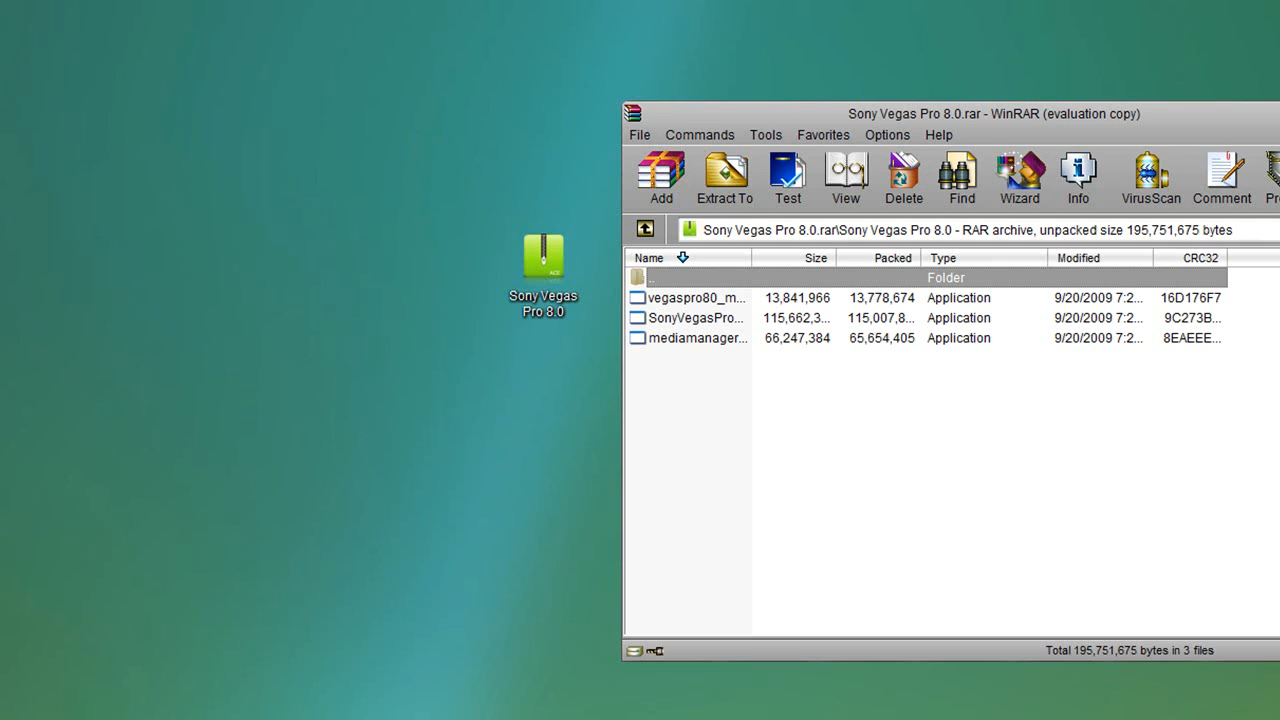 Sony Vegas Pro 8.0.rar - WinRAR (evaluation copy)
File Commands Tools Favorites Options Help
Add Extract To Test View Delete Find Wizard Info VirusScan Comment
Sony Vegas Pro 8.0.rar\Sony Vegas Pro 8.0 - RAR archive, unpacked size 195,751,675 bytes
Name Size Packed Type Modified CRC32
.. Folder
vegaspro80_m... 13,841,966 13,778,674 Application 9/20/2009 7:2... 16D176F7
SonyVegasPro... 115,662,3... 115,007,8... Application 9/20/2009 7:2... 9C273B...
mediamanager... 66,247,384 65,654,405 Application 9/20/2009 7:2... 8EAEEE...
Total 195,751,675 bytes in 3 files
ACE
Sony Vegas
Pro 8.0